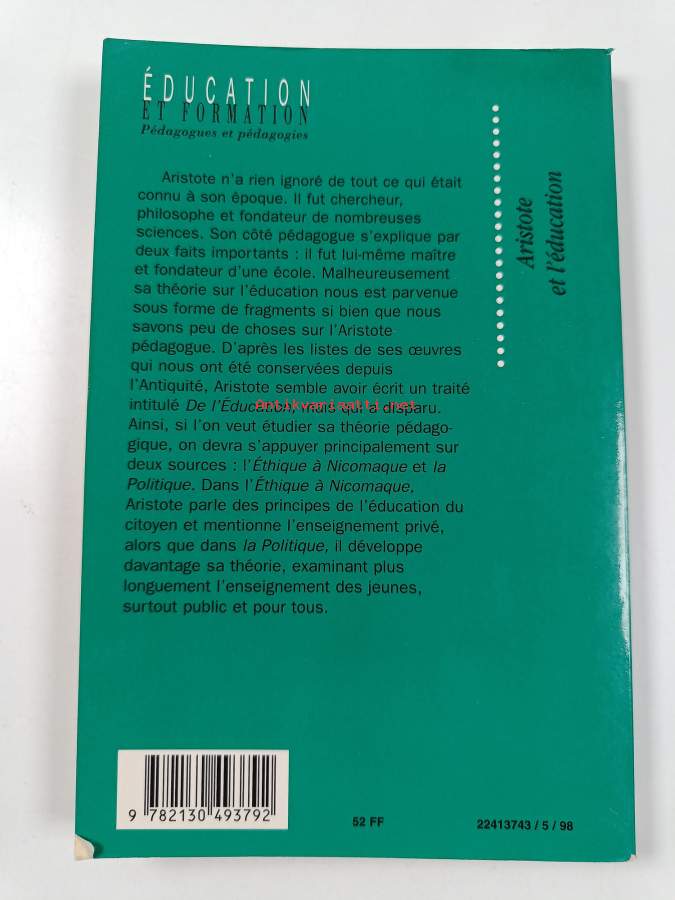 ÉDUCATION
ET FORMATION
Pédagogues et pédagogies
Aristote n'a rien ignoré de tout ce qui était
connu à son époque. Il fut chercheur,
philosophe et fondateur de nombreuses
sciences. Son côté pédagogue s'explique par
deux faits importants : il fut lui-même maître
et fondateur d'une école. Malheureusement
sa théorie sur l'éducation nous est parvenue
sous forme de fragments si bien que nous
savons peu de choses sur l'Aristote
pédagogue. D'après les listes de ses œuvres
qui nous ont été conservées depuis
l'Antiquité, Aristote semble avoir écrit un traité
intitulé De l'Éducation, mais qui a disparu.
Ainsi, si l'on veut étudier sa théorie pédago-
gique, on devra s'appuyer principalement sur
deux sources : l'Éthique à Nicomaque et la
Politique. Dans l'Éthique à Nicomaque,
Aristote parle des principes de l'éducation du
citoyen et mentionne l'enseignement privé,
alors que dans la Politique, il développe
davantage sa théorie, examinant plus
longuement l'enseignement des jeunes,
surtout public et pour tous.
Aristote
et l'éducation
antikvariaatti.net
9 782130 493792
52 FF
22413743 / 5 / 98